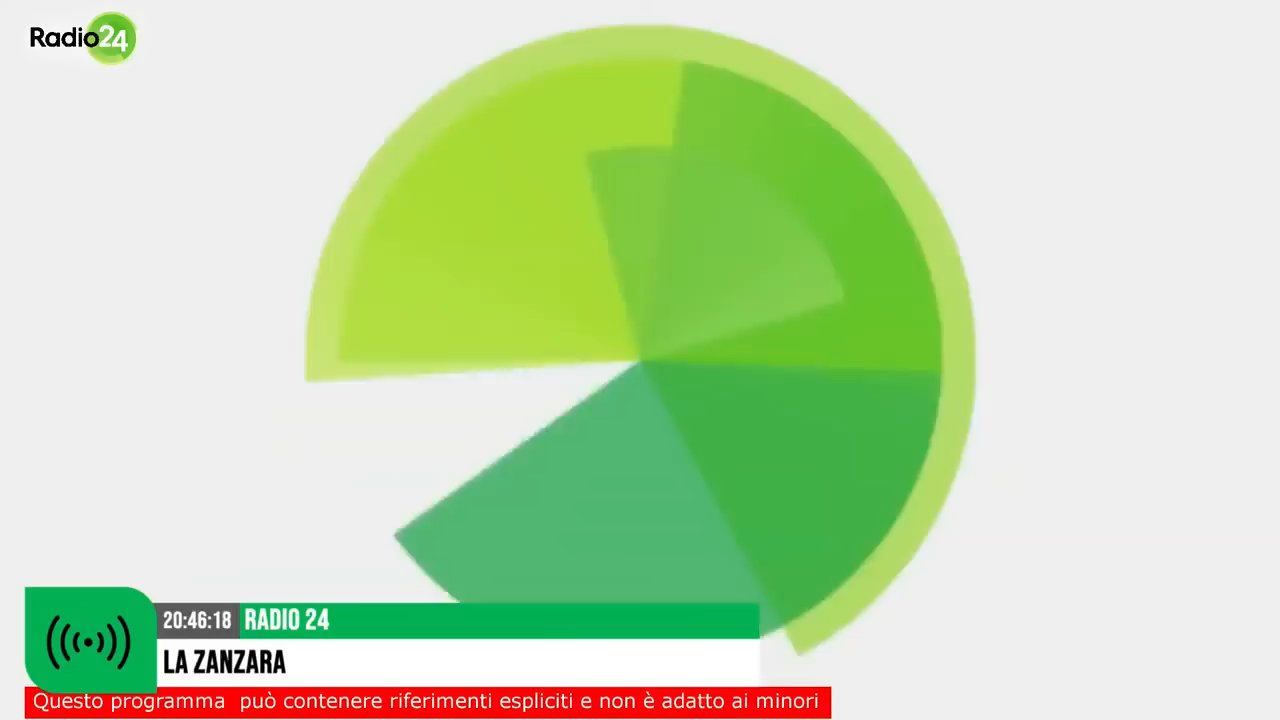 Radio24
20:46:18 RADIO 24
LA ZANZARA
Questo programma  può contenere riferimenti espliciti e non è adatto ai minori